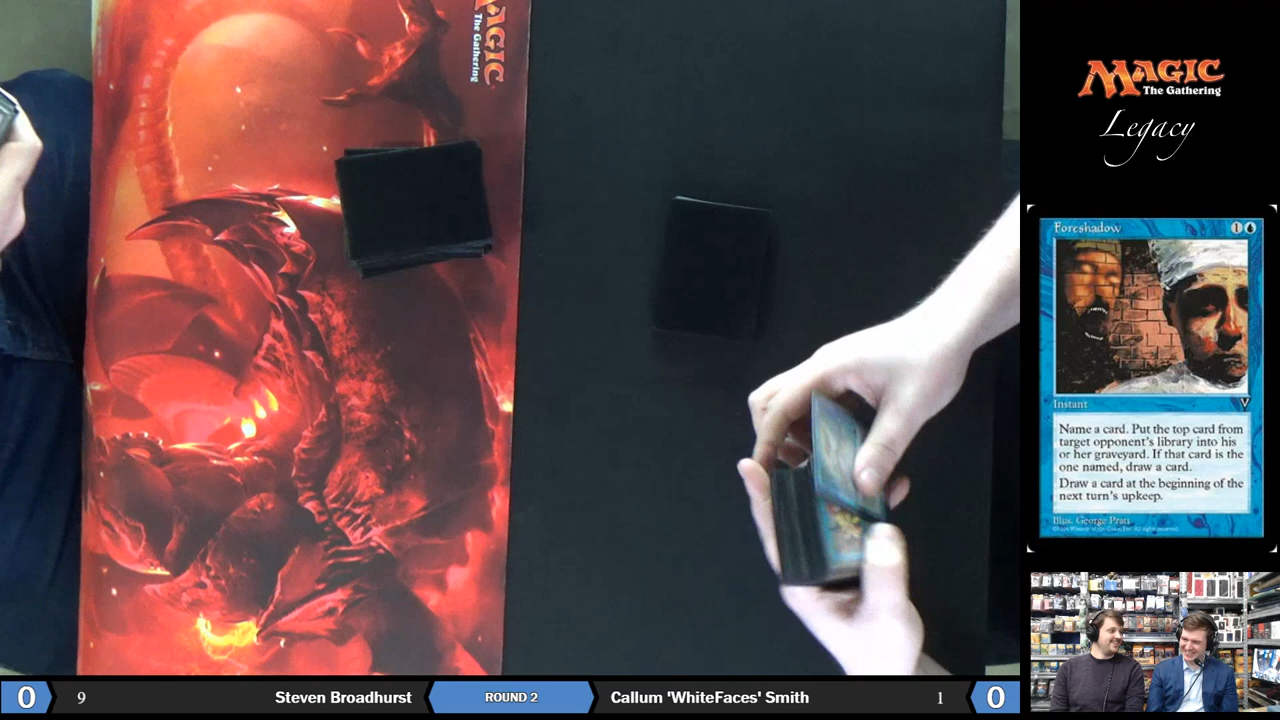 MAGIC
The Gathering
MAGIC
The Gathering
Legacy
Foreshadow 1
Instant V
Name a card. Put the top card from
target opponent's library into his
or her graveyard. If that card is the
one named, draw a card.
Draw a card at the beginning of the
next turn's upkeep.
Illus. George Pratt
0 9 Steven Broadhurst ROUND 2 Callum 'WhiteFaces' Smith 1 0